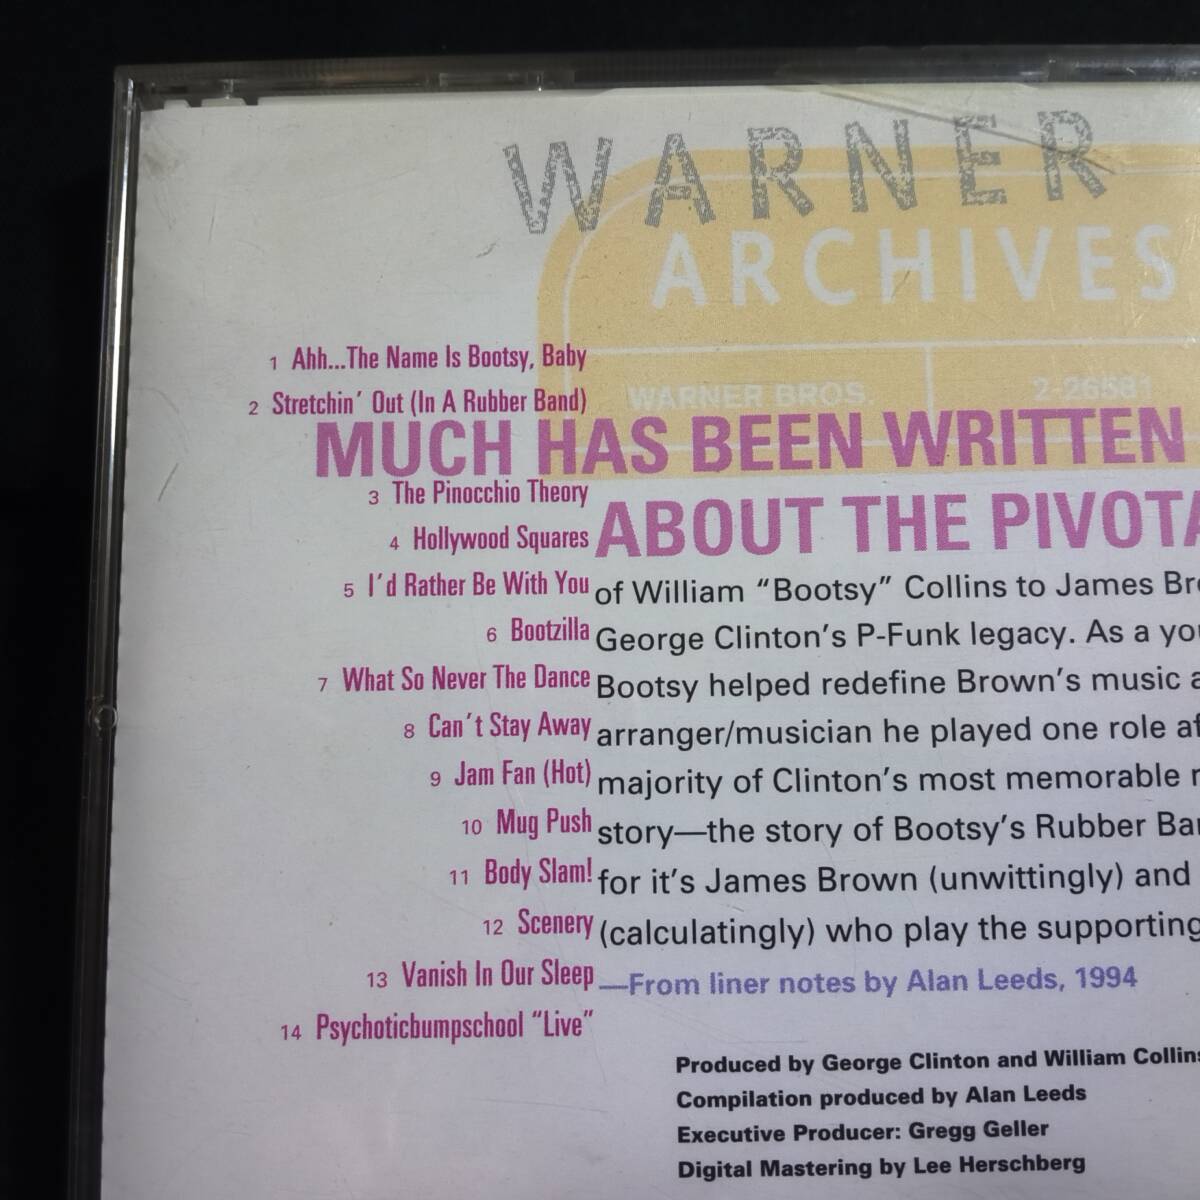 WARNER
ARCHIVES
WARNER BROS. 2-26581
1 Ahh...The Name Is Bootsy, Baby
2 Stretchin' Out (In A Rubber Band)
3 The Pinocchio Theory
4 Hollywood Squares
5 I'd Rather Be With You
6 Bootzilla
7 What So Never The Dance
8 Can't Stay Away
9 Jam Fan (Hot)
10 Mug Push
11 Body Slam!
12 Scenery
13 Vanish In Our Sleep
14 Psychoticbumpschool "Live"
MUCH HAS BEEN WRITTEN
ABOUT THE
of William "Bootsy" Collins to James
George Clinton's P-Funk legacy. As a
Bootsy helped redefine Brown's music
arranger/musician he played one role
majority of Clinton's most memorable
story—the story of Bootsy's Rubber
for it's James Brown (unwittingly) and
(calculatingly) who play the supporting
—From liner notes by Alan Leeds, 1994
Produced by George Clinton and William Collins
Compilation produced by Alan Leeds
Executive Producer: Gregg Geller
Digital Mastering by Lee Herschberg